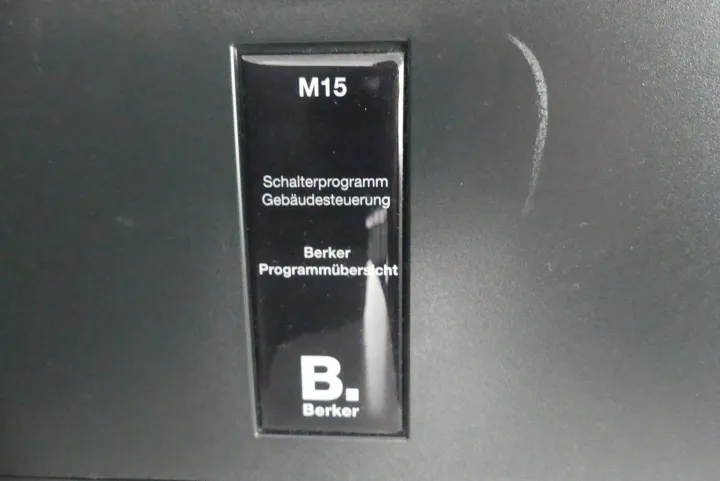 M15
Schalterprogramm
Gebäudesteuerung
Berker
Programmübersicht
B.
Berker